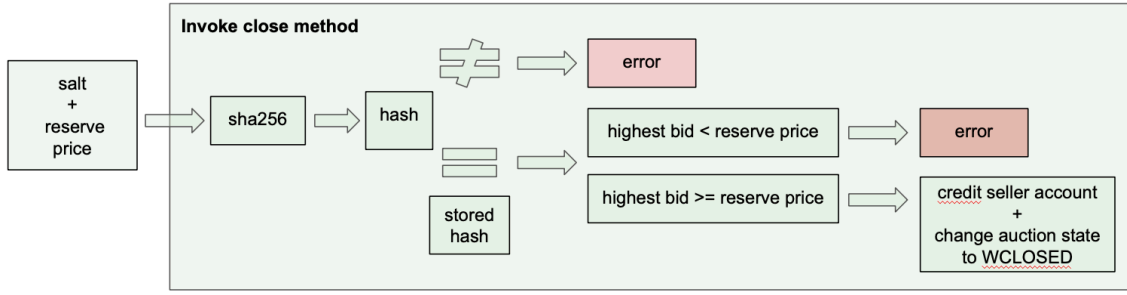 Invoke close method
salt
+
reserve
price
sha256
hash
stored
hash
error
highest bid < reserve price
error
highest bid >= reserve price
credit seller account
+
change auction state
to WCLOSED